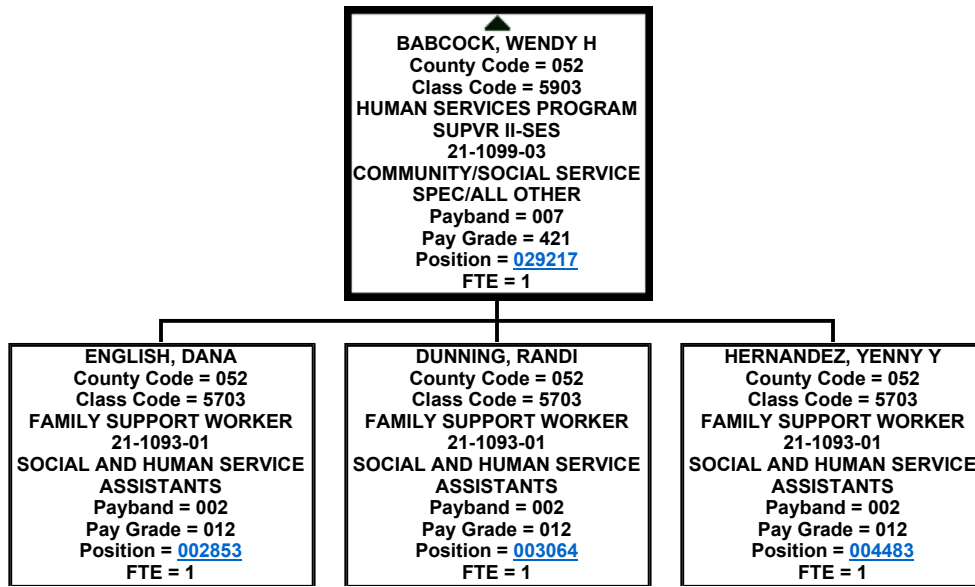 BABCOCK, WENDY H
County Code = 052
Class Code = 5903
HUMAN SERVICES PROGRAM
SUPVR II-SES
21-1099-03
COMMUNITY/SOCIAL SERVICE
SPEC/ALL OTHER
Payband = 007
Pay Grade = 421
Position = 029217
FTE = 1
ENGLISH, DANA
County Code = 052
Class Code = 5703
FAMILY SUPPORT WORKER
21-1093-01
SOCIAL AND HUMAN SERVICE
ASSISTANTS
Payband = 002
Pay Grade = 012
Position = 002853
FTE = 1
DUNNING, RANDI
County Code = 052
Class Code = 5703
FAMILY SUPPORT WORKER
21-1093-01
SOCIAL AND HUMAN SERVICE
ASSISTANTS
Payband = 002
Pay Grade = 012
Position = 003064
FTE = 1
HERNANDEZ, YENNY Y
County Code = 052
Class Code = 5703
FAMILY SUPPORT WORKER
21-1093-01
SOCIAL AND HUMAN SERVICE
ASSISTANTS
Payband = 002
Pay Grade = 012
Position = 004483
FTE = 1